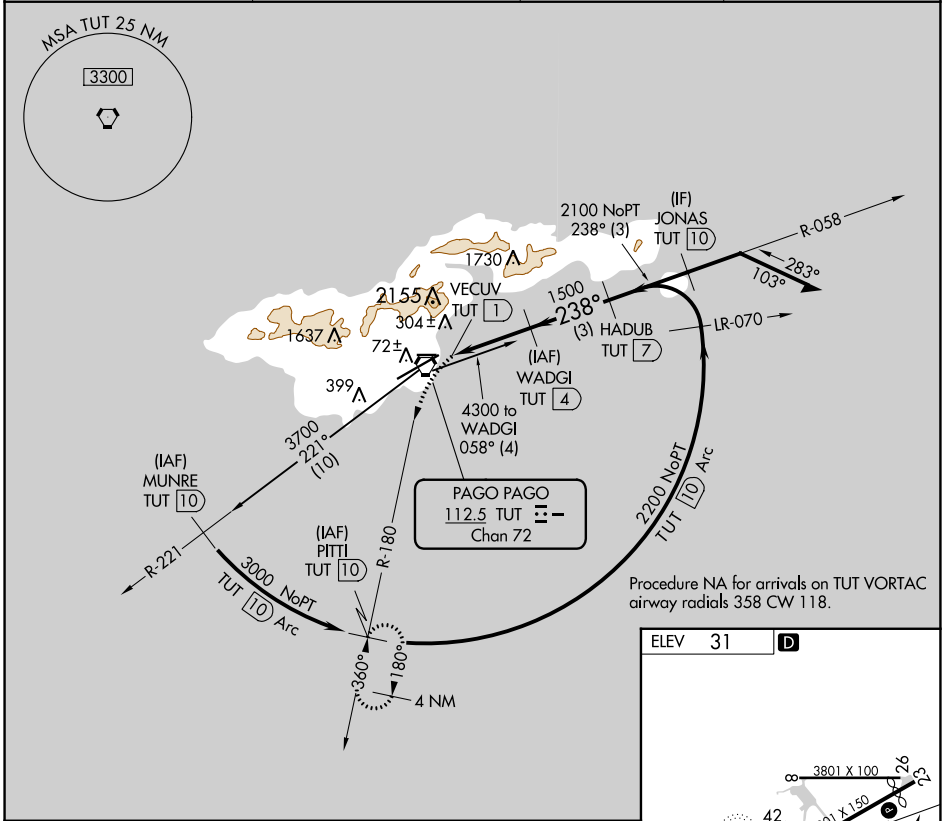 MSA TUT 25 NM
3300
2100 NoPT
238° (3)
(IF)
JONAS
TUT 10
R-058
283°
103°
1730
2155
VECUV
TUT 1
1500
238°
(3)
HADUB
TUT 7
LR-070
304±
1637
72±
(IAF)
WADGI
TUT 4
399
4300 to
WADGI
058° (4)
3700
221°
(10)
(IAF)
MUNRE
TUT 10
PAGO PAGO
112.5 TUT
Chan 72
2200 NoPT
TUT 10 Arc
(IAF)
PITTI
TUT 10
R-180
R-221
3000 NoPT
TUT 10 Arc
Procedure NA for arrivals on TUT VORTAC
airway radials 358 CW 118.
360°
180°
4 NM
ELEV 31 D
8 3801 X 100 26
23
01 X 150
P
42